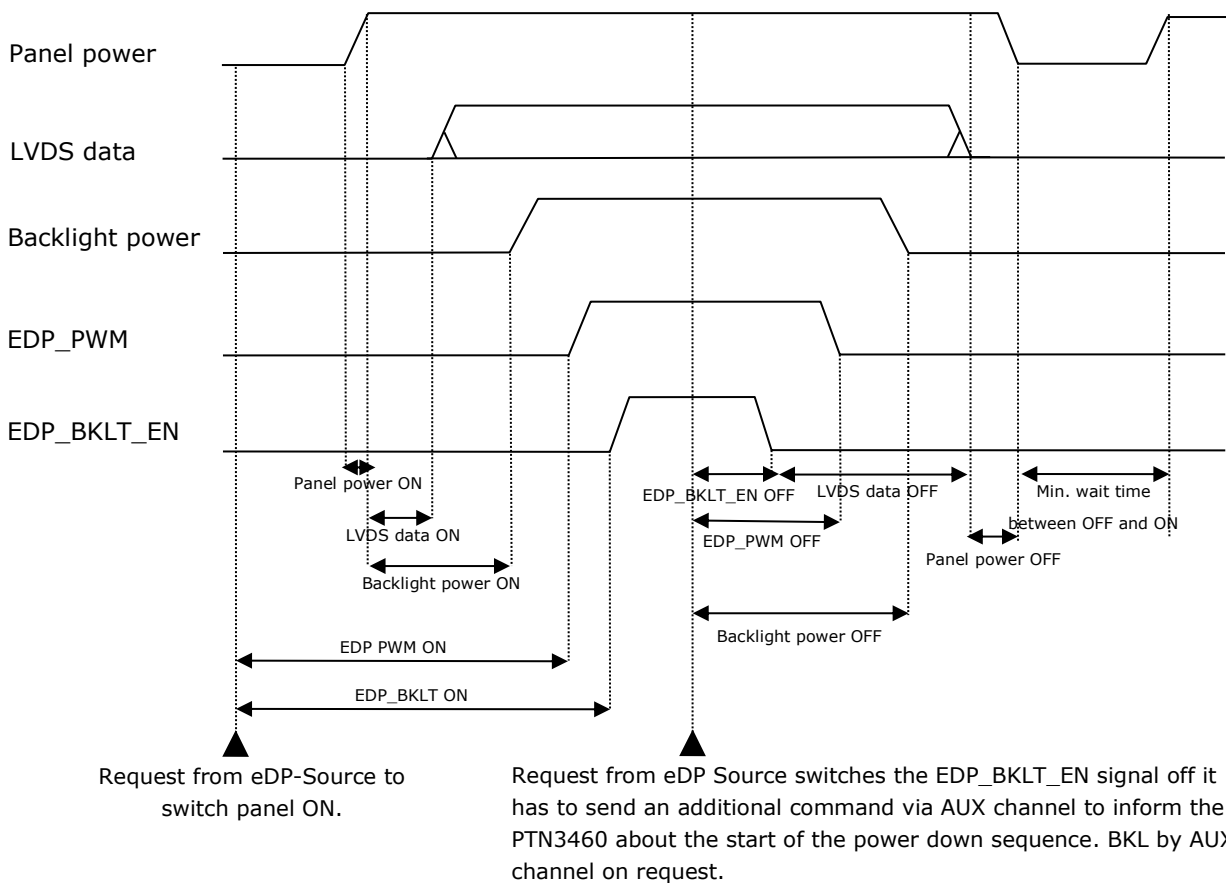 Panel power
LVDS data
Backlight power
EDP_PWM
EDP_BKLT_EN
Panel power ON
EDP_BKLT_EN OFF
LVDS data OFF
Min. wait time
between OFF and ON
LVDS data ON
EDP_PWM OFF
Panel power OFF
Backlight power ON
Backlight power OFF
EDP PWM ON
EDP_BKLT ON
Request from eDP-Source to
switch panel ON.
Request from eDP Source switches the EDP_BKLT_EN signal off it
has to send an additional command via AUX channel to inform the
PTN3460 about the start of the power down sequence. BKL by AUX
channel on request.